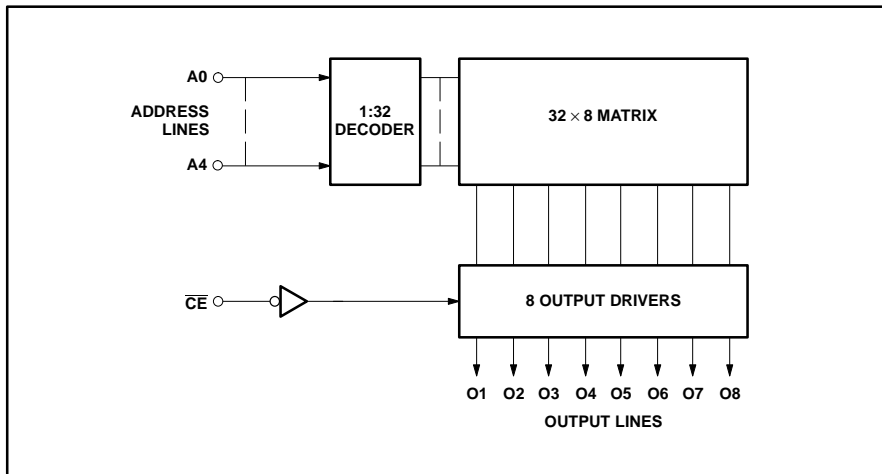 A0
ADDRESS
LINES
A4
1:32
DECODER
32 × 8 MATRIX
CE
8 OUTPUT DRIVERS
O1 O2 O3 O4 O5 O6 O7 O8
OUTPUT LINES